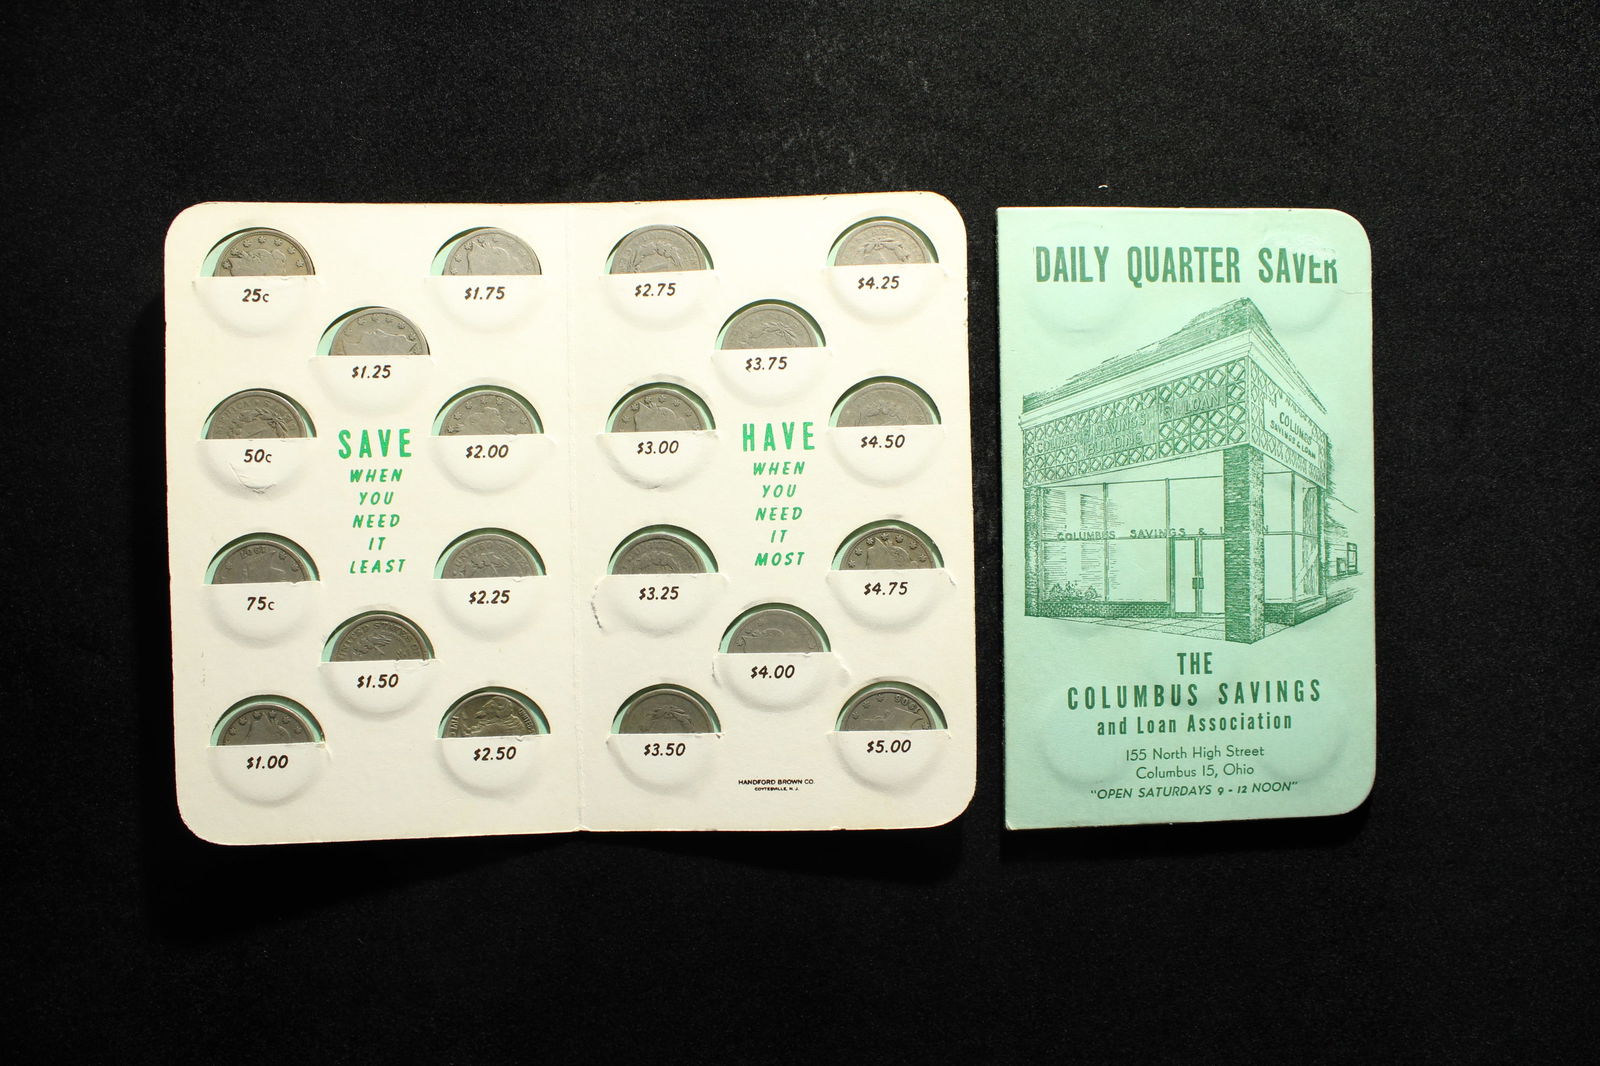 25c
$1.75
$1.25
50c
$2.00
SAVE
WHEN
YOU
NEED
IT
LEAST
75c
$2.25
$1.50
$1.00
$2.50
$2.75
$4.25
$3.75
$3.00
$4.50
HAVE
WHEN
YOU
NEED
IT
MOST
$3.25
$4.75
$4.00
$3.50
$5.00
HANDFORD BROWN CO.
COYTESVILLE, N. J.
DAILY QUARTER SAVER
COLUMBUS
SAVINGS & LOAN
COLUMBUS SAVINGS &
THE
COLUMBUS SAVINGS
and Loan Association
155 North High Street
Columbus 15, Ohio
"OPEN SATURDAYS 9 - 12 NOON"